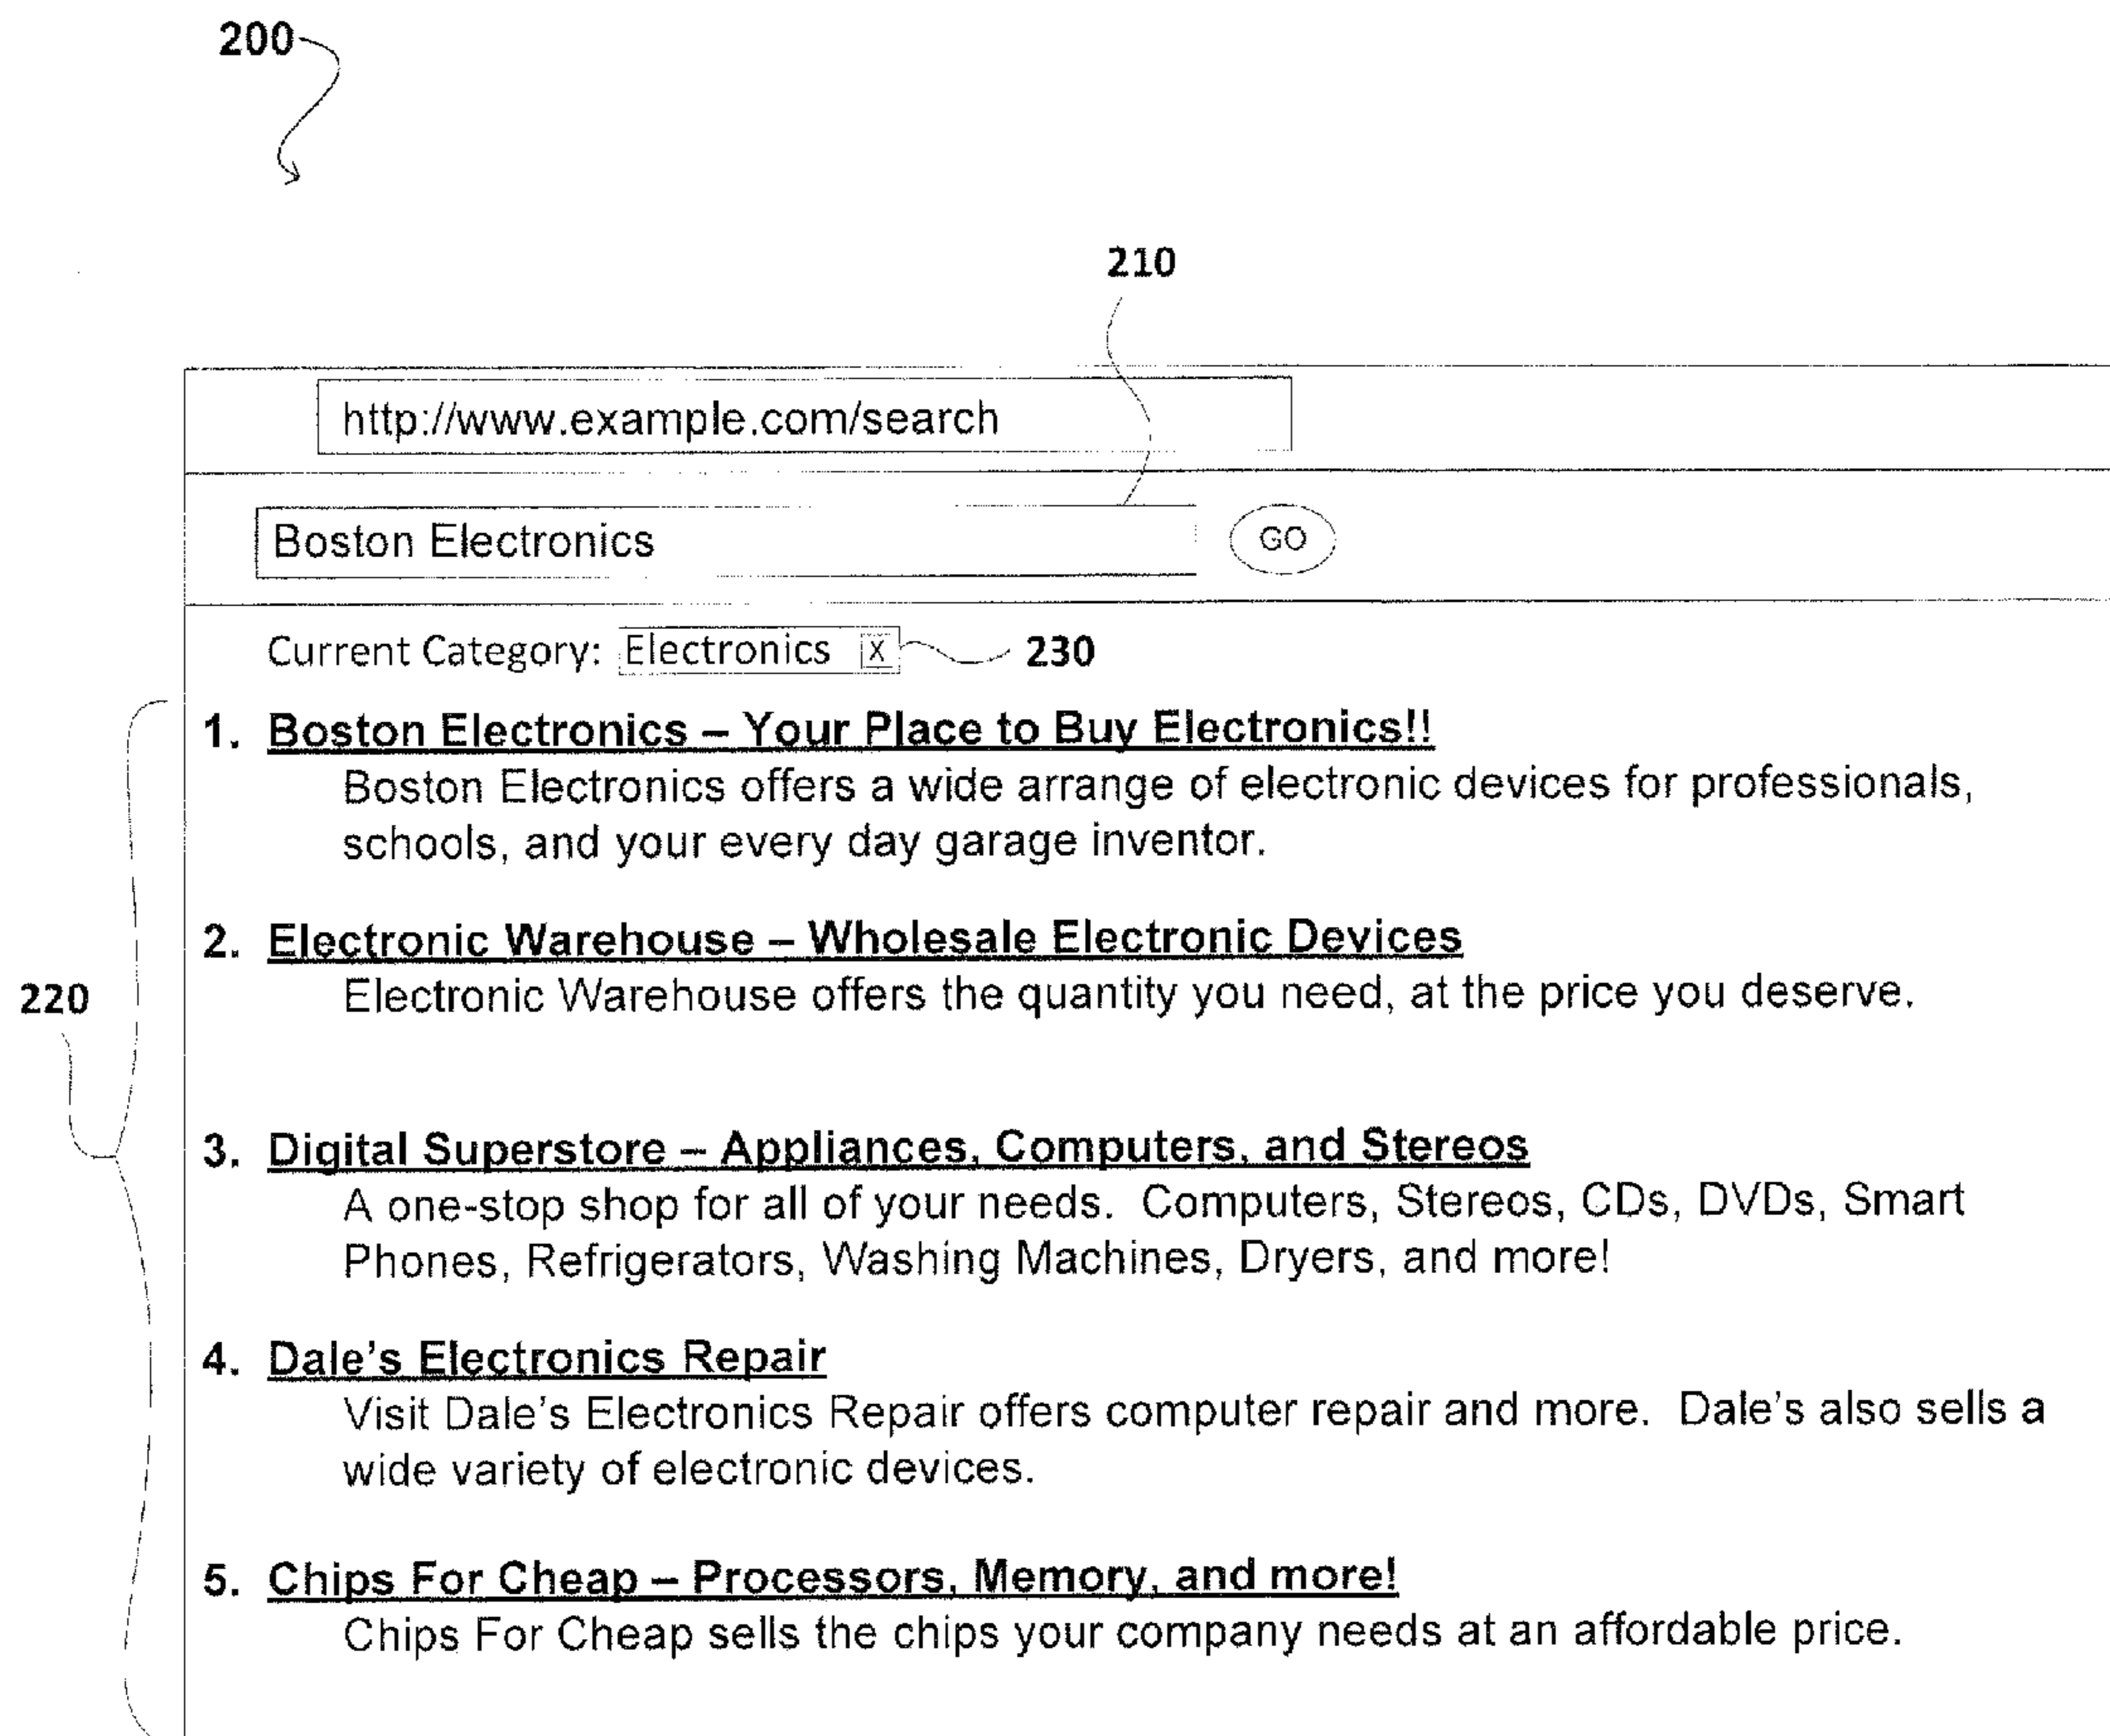 200
210
http://www.example.com/search
Boston Electronics GO
Current Category: Electronics X 230
1. Boston Electronics – Your Place to Buy Electronics!!
Boston Electronics offers a wide arrange of electronic devices for professionals,
schools, and your every day garage inventor.
2. Electronic Warehouse – Wholesale Electronic Devices
220
Electronic Warehouse offers the quantity you need, at the price you deserve.
3. Digital Superstore – Appliances, Computers, and Stereos
A one-stop shop for all of your needs. Computers, Stereos, CDs, DVDs, Smart
Phones, Refrigerators, Washing Machines, Dryers, and more!
4. Dale's Electronics Repair
Visit Dale's Electronics Repair offers computer repair and more. Dale's also sells a
wide variety of electronic devices.
5. Chips For Cheap – Processors, Memory, and more!
Chips For Cheap sells the chips your company needs at an affordable price.